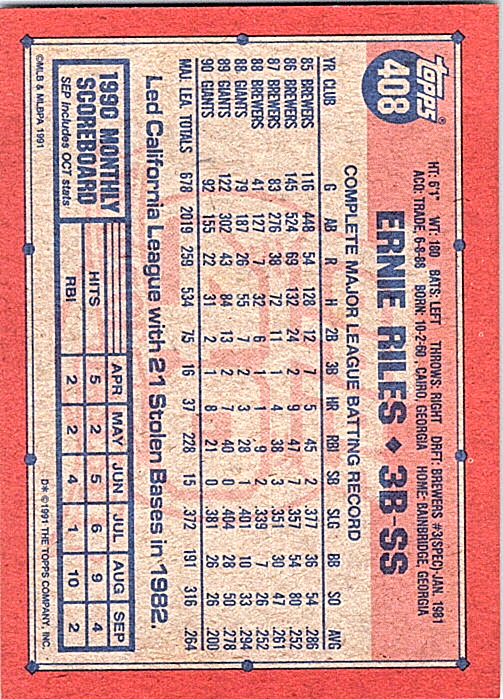 topps®
408
HT: 6'1" WT: 180 BATS: LEFT THROWS: RIGHT DRFT: BREWERS #3(SPEC)-JAN. 1981
ACQ: TRADE, 6-8-88 BORN: 10-2-60, CAIRO, GEORGIA HOME: BAINBRIDGE, GEORGIA
ERNIE RILES ♦ 3B-SS
COMPLETE MAJOR LEAGUE BATTING RECORD
YR CLUB G AB R H 2B 3B HR RBI SB SLG BB SO AVG
85 BREWERS 116 448 54 128 12 7 5 45 2 .377 36 54 .286
86 BREWERS 145 524 69 132 24 2 9 47 7 .357 54 80 .252
87 BREWERS 83 276 38 72 11 1 4 38 3 .351 30 47 .261
88 BREWERS 41 127 7 32 6 1 1 9 2 .339 7 26 .252
88 GIANTS 79 187 26 55 7 2 3 28 1 .401 10 33 .294
89 GIANTS 122 302 43 84 13 2 7 40 0 .404 28 50 .278
90 GIANTS 92 155 22 31 2 1 8 21 0 .381 26 26 .200
MAJ. LEA. TOTALS 678 2019 259 534 75 16 37 228 15 .372 191 316 .264
Led California League with 21 Stolen Bases in 1982.
1990 MONTHLY
SCOREBOARD
SEP Includes OCT stats
APR MAY JUN JUL AUG SEP
HITS 5 2 5 6 9 4
RBI 2 2 4 1 10 2
©MLB & MLBPA 1991
D* ©1991 THE TOPPS COMPANY, INC.